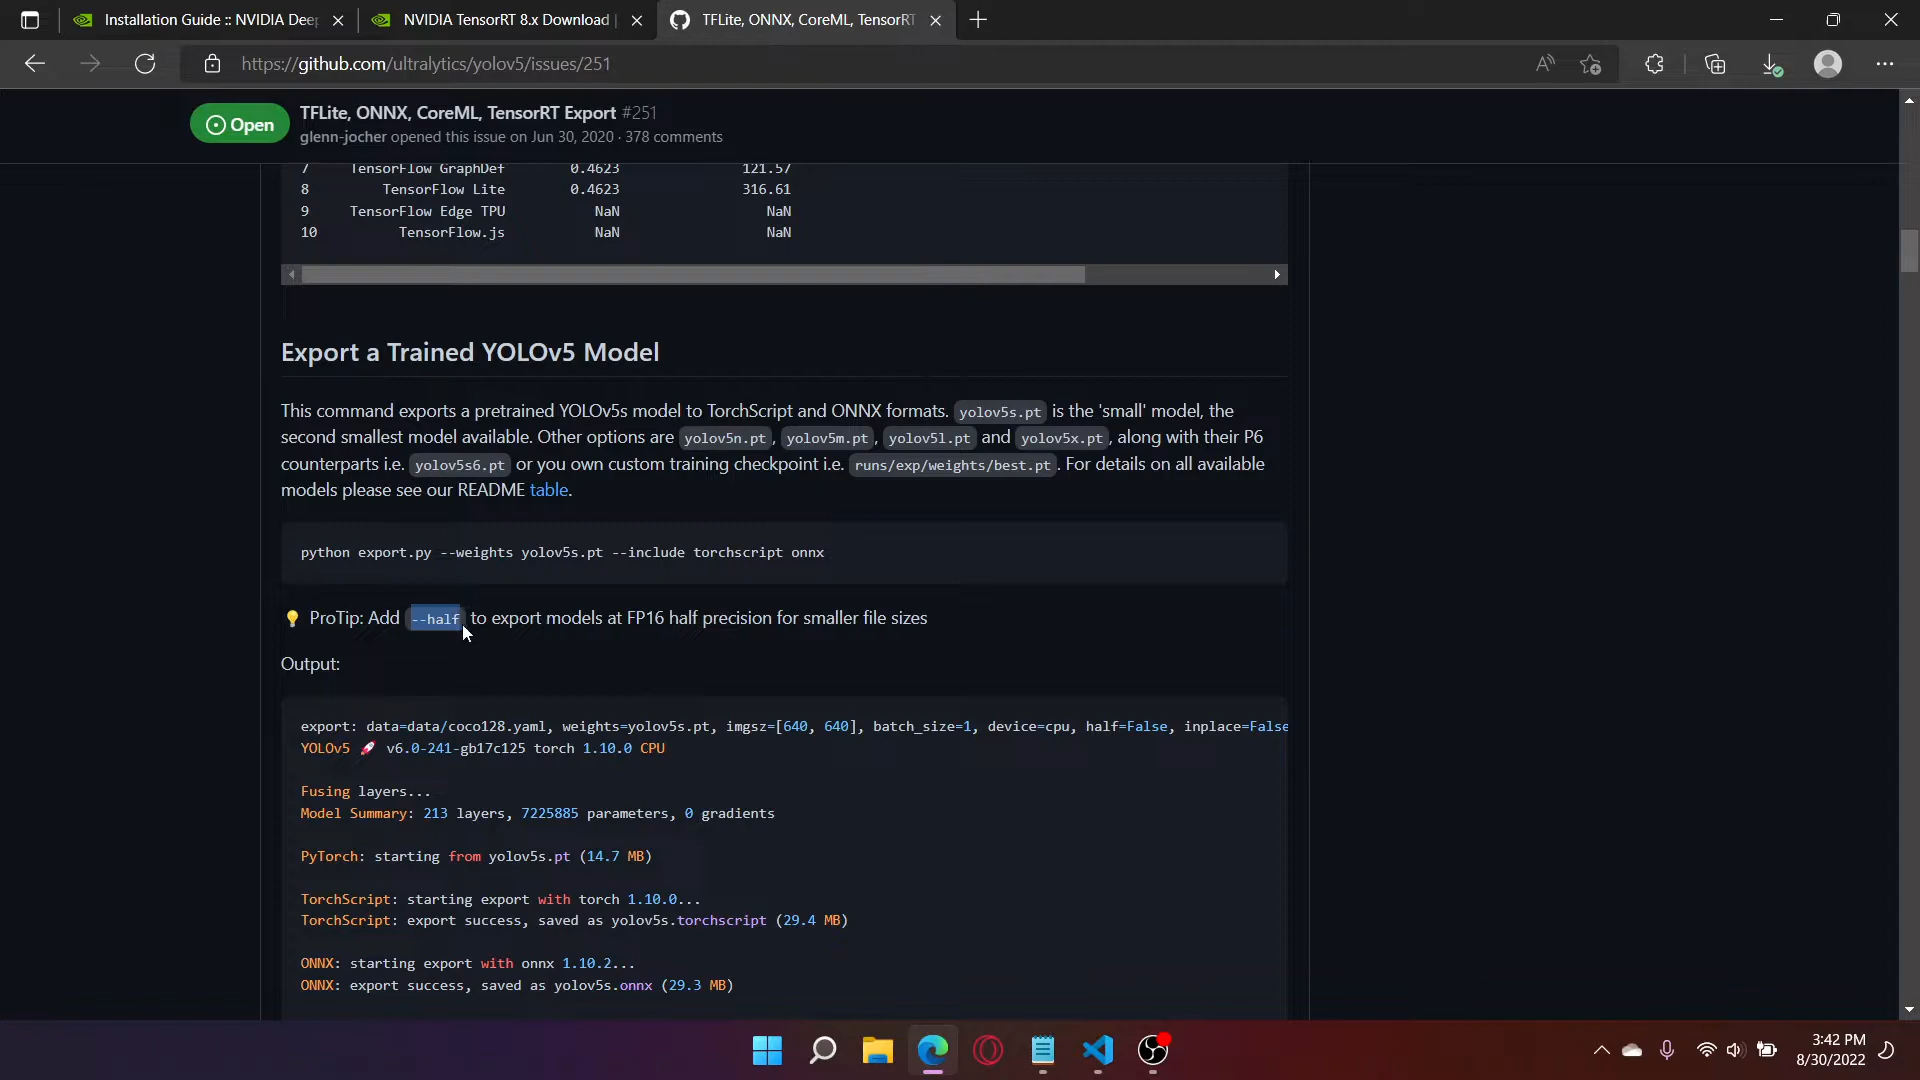 Installation Guide :: NVIDIA Deep
NVIDIA TensorRT 8.x Download |
TFLite, ONNX, CoreML, TensorRT
https://github.com/ultralytics/yolov5/issues/251
Open
TFLite, ONNX, CoreML, TensorRT Export #251
glenn-jocher opened this issue on Jun 30, 2020 · 378 comments
7 TensorFlow GraphDef 0.4623 121.57
8 TensorFlow Lite 0.4623 316.61
9 TensorFlow Edge TPU NaN NaN
10 TensorFlow.js NaN NaN
Export a Trained YOLOv5 Model
This command exports a pretrained YOLOv5s model to TorchScript and ONNX formats. yolov5s.pt is the 'small' model, the
second smallest model available. Other options are yolov5n.pt, yolov5m.pt, yolov5l.pt and yolov5x.pt, along with their P6
counterparts i.e. yolov5s6.pt or you own custom training checkpoint i.e. runs/exp/weights/best.pt. For details on all available
models please see our README table.
python export.py --weights yolov5s.pt --include torchscript onnx
💡 ProTip: Add --half to export models at FP16 half precision for smaller file sizes
Output:
export: data=data/coco128.yaml, weights=yolov5s.pt, imgsz=[640, 640], batch_size=1, device=cpu, half=False, inplace=False
YOLOv5 🚀 v6.0-241-gb17c125 torch 1.10.0 CPU
Fusing layers...
Model Summary: 213 layers, 7225885 parameters, 0 gradients
PyTorch: starting from yolov5s.pt (14.7 MB)
TorchScript: starting export with torch 1.10.0...
TorchScript: export success, saved as yolov5s.torchscript (29.4 MB)
ONNX: starting export with onnx 1.10.2...
ONNX: export success, saved as yolov5s.onnx (29.3 MB)
3:42 PM
8/30/2022